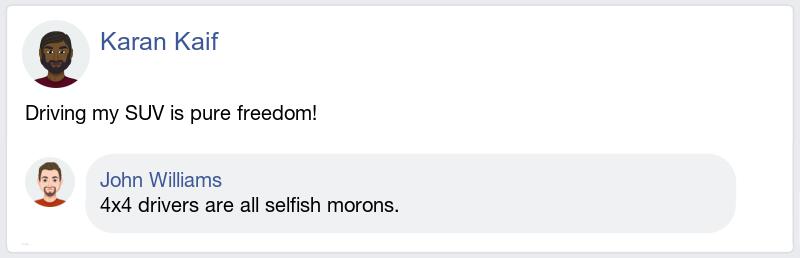 Karan Kaif
Driving my SUV is pure freedom!
John Williams
4x4 drivers are all selfish morons.